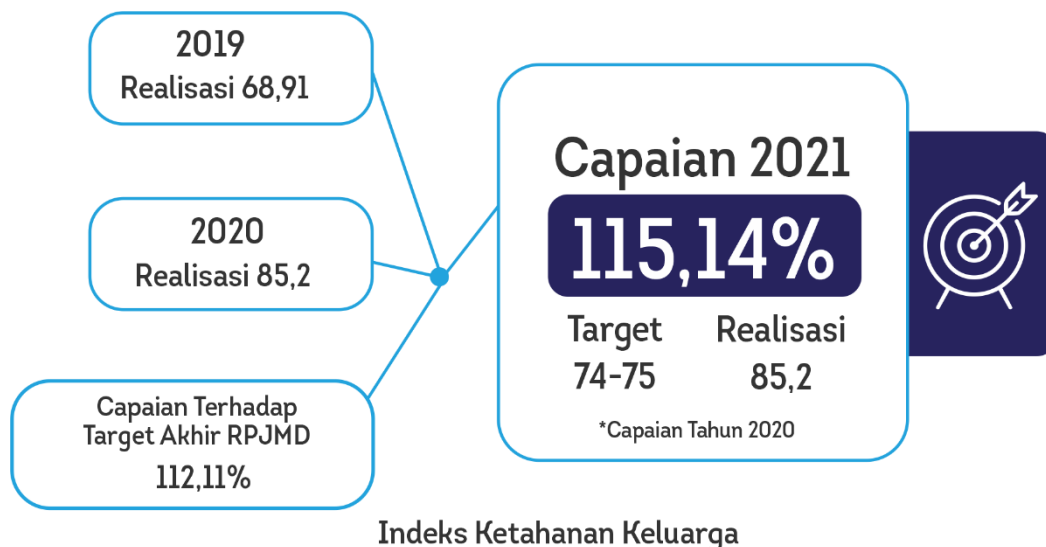 2019
Realisasi 68,91
2020
Realisasi 85,2
Capaian Terhadap
Target Akhir RPJMD
112,11%
Capaian 2021
115,14%
Target Realisasi
74-75 85,2
*Capaian Tahun 2020
Indeks Ketahanan Keluarga